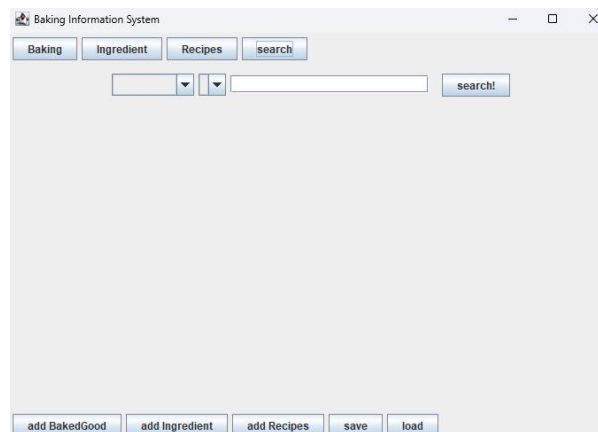 Baking Information System
Baking Ingredient Recipes search
search!
add BakedGood add Ingredient add Recipes save load